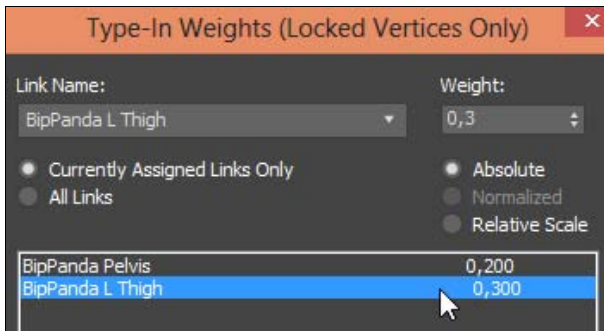 Type-In Weights (Locked Vertices Only)
Link Name: Weight:
BipPanda L Thigh 0,3
Currently Assigned Links Only Absolute
All Links Normalized
Relative Scale
BipPanda Pelvis 0,200
BipPanda L Thigh 0,300